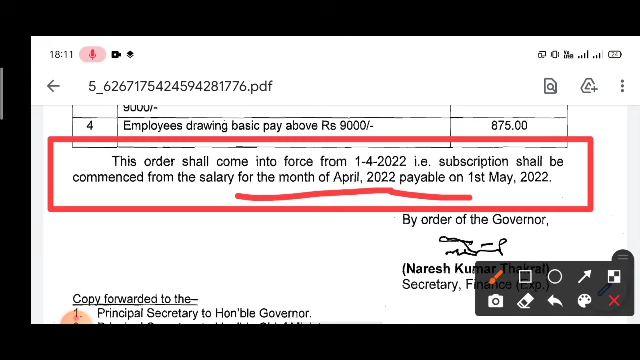 18:11
5_6267175424594281776.pdf
9000/-
4 Employees drawing basic pay above Rs 9000/- 875.00
This order shall come into force from 1-4-2022 i.e. subscription shall be
commenced from the salary for the month of April, 2022 payable on 1st May, 2022.
By order of the Governor,
(Naresh Kumar Thakral)
Secretary, Finance (Exp.)
Copy forwarded to the–
1. Principal Secretary to Hon'ble Governor.